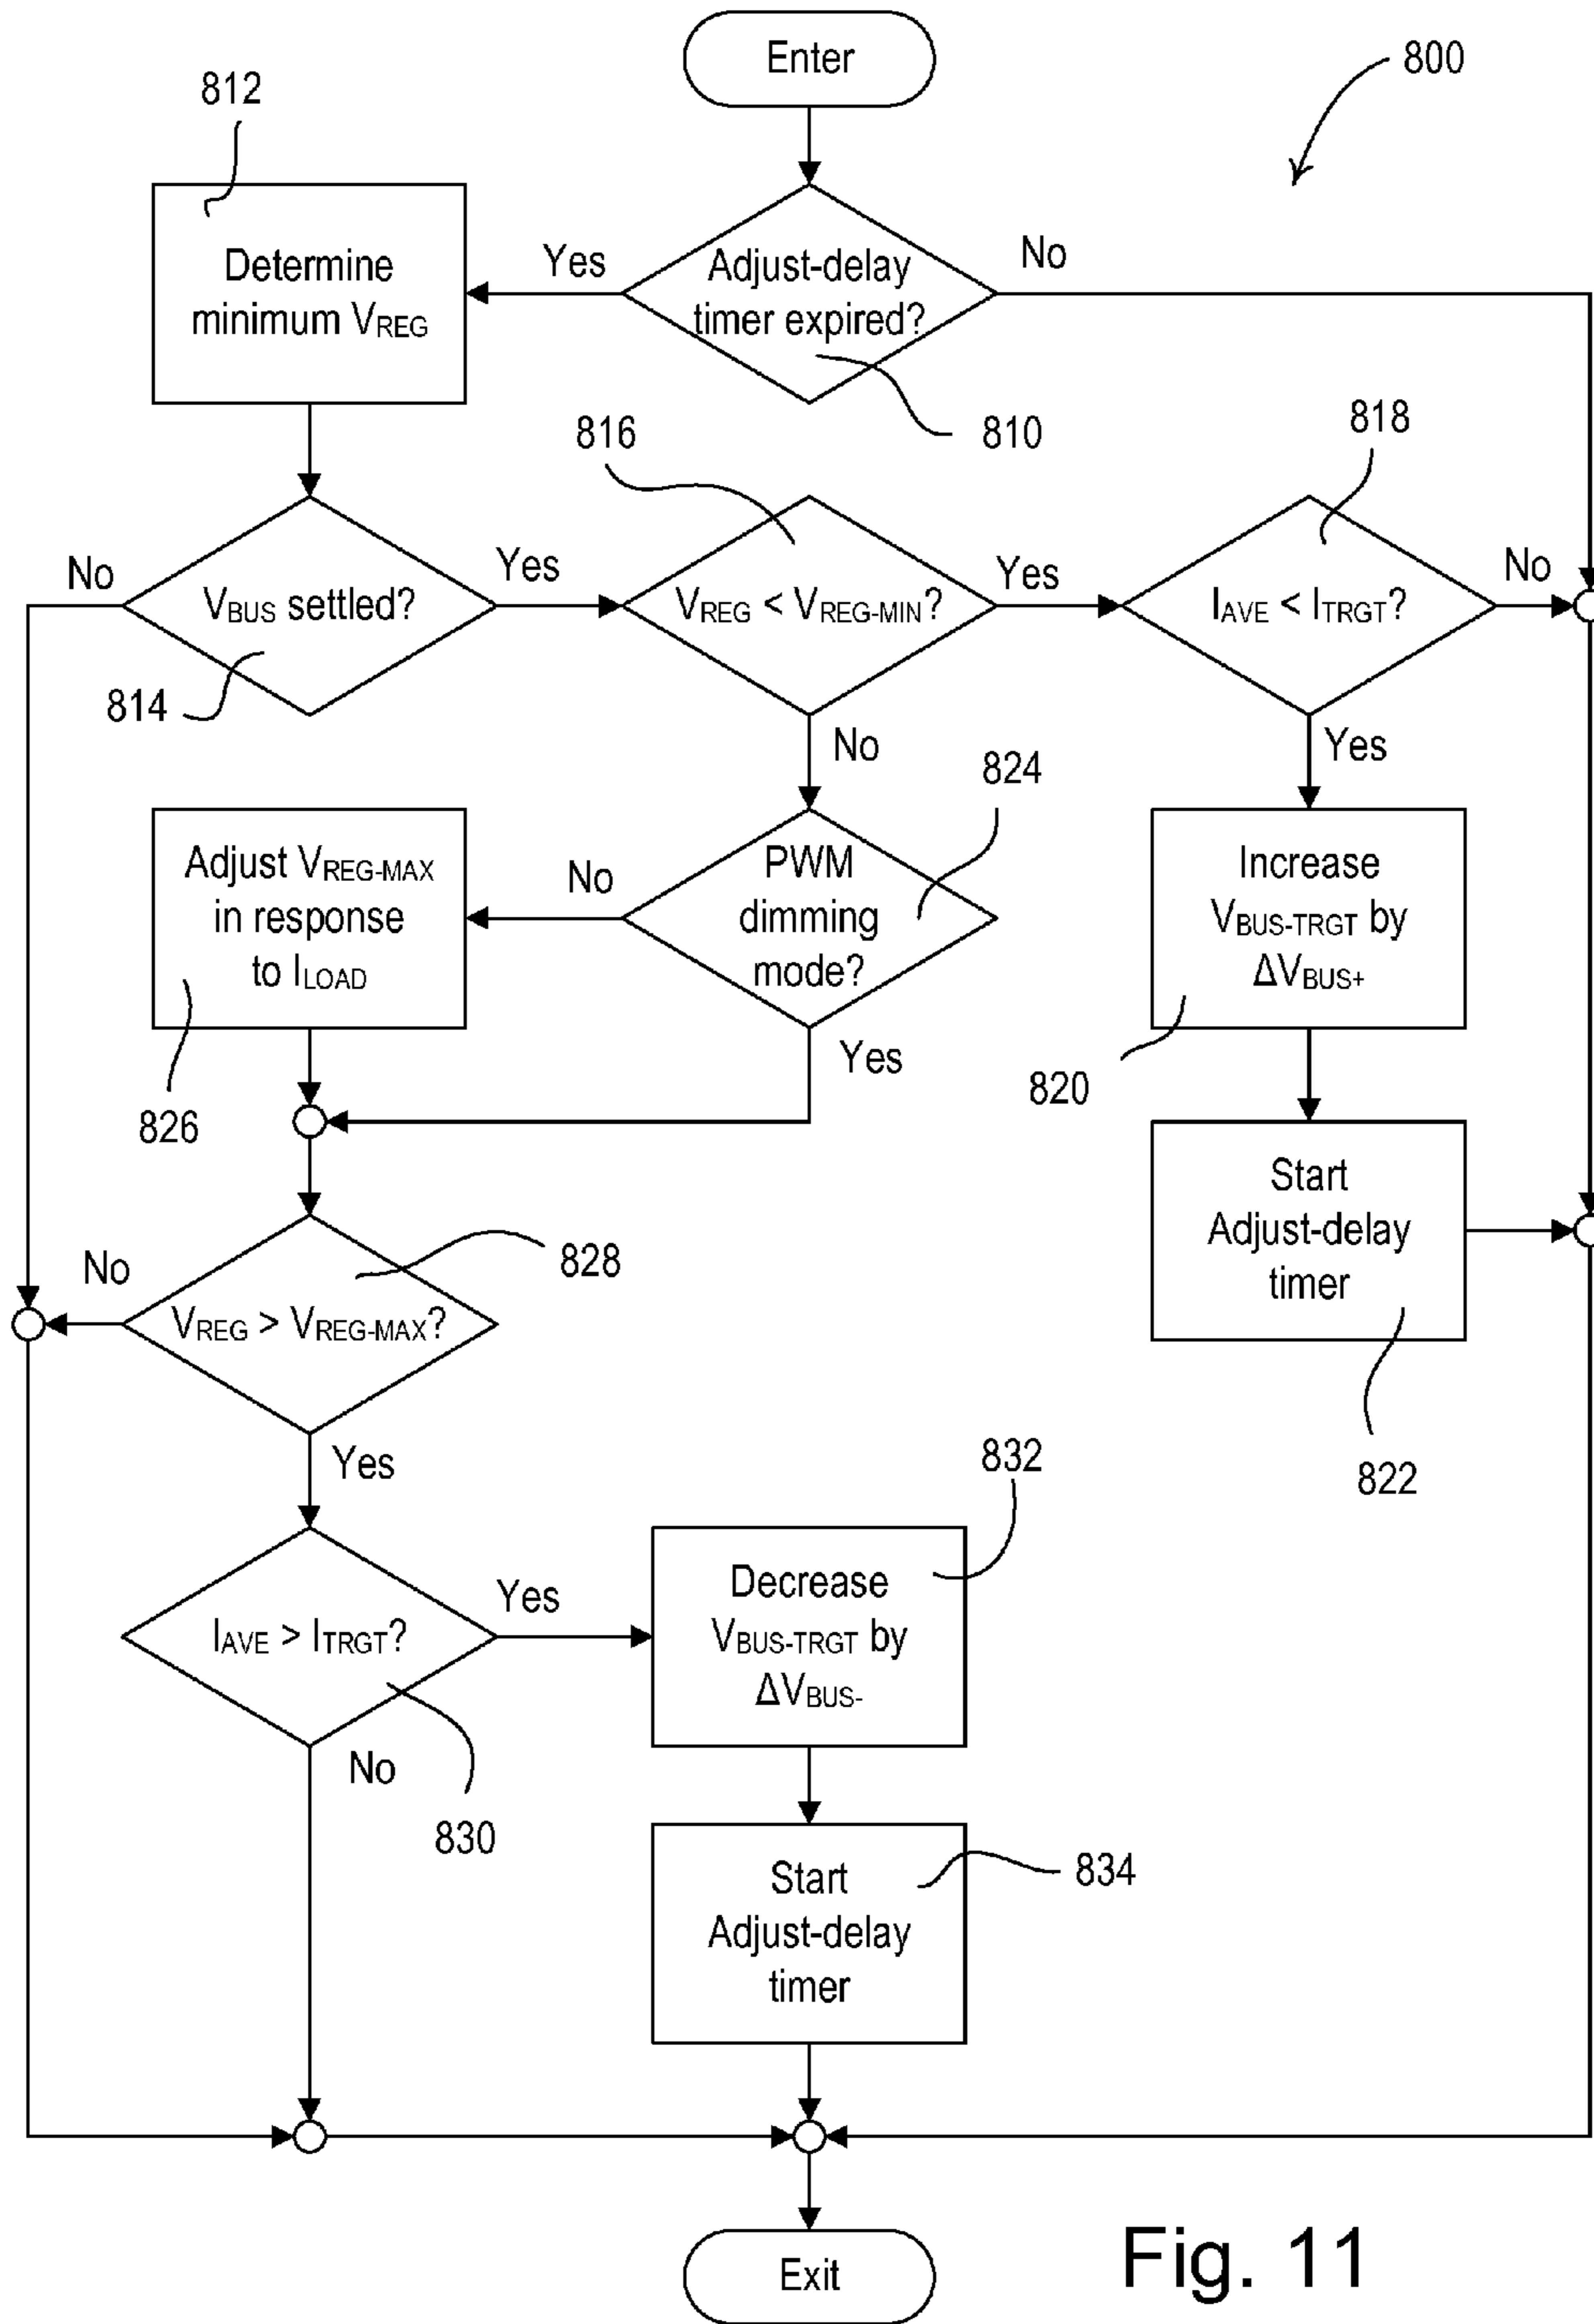 Enter
800
812
Determine
minimum VREG
Yes
Adjust-delay
timer expired?
No
810
816
818
No
VBUS settled?
Yes
VREG < VREG-MIN?
Yes
IAVE < ITRGT?
No
814
No
Yes
824
Adjust VREG-MAX
in response
to ILOAD
No
PWM
dimming
mode?
Increase
VBUS-TRGT by
ΔVBUS+
Yes
820
826
Start
Adjust-delay
timer
No
828
VREG > VREG-MAX?
Yes
822
832
IAVE > ITRGT?
Yes
Decrease
VBUS-TRGT by
ΔVBUS-
No
830
Start
Adjust-delay
timer
834
Exit
Fig. 11